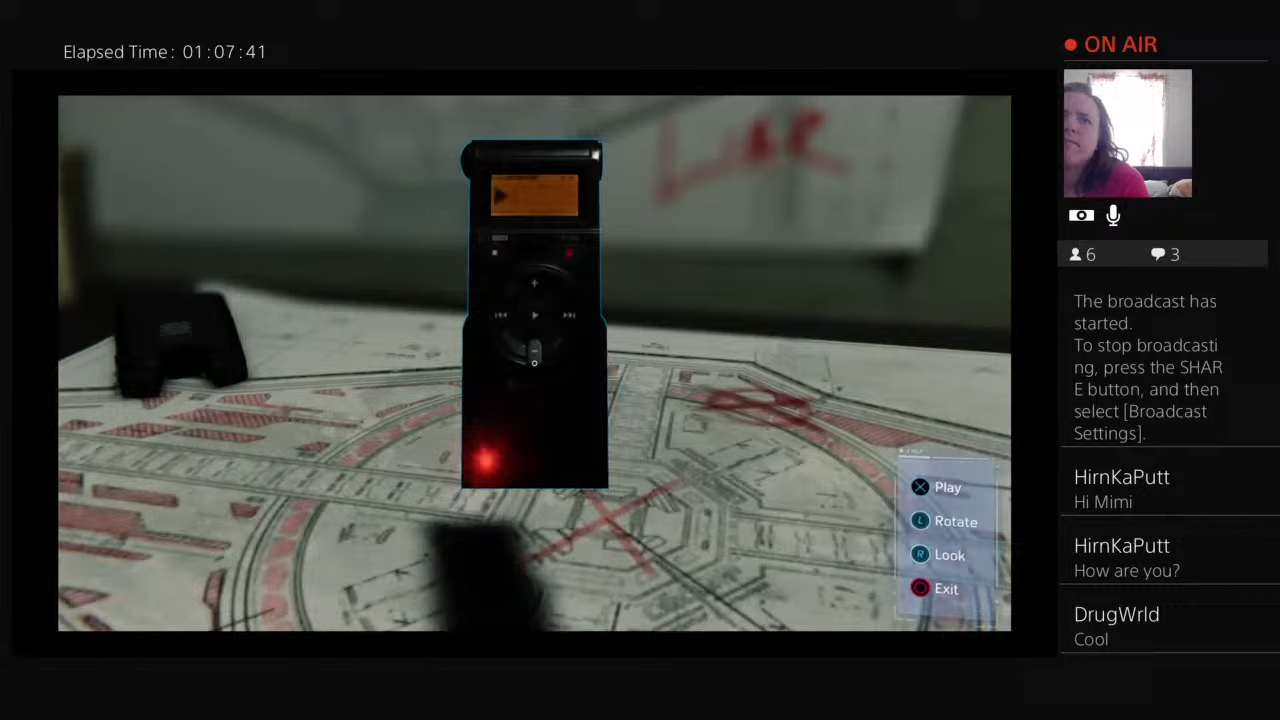 Elapsed Time: 01:07:41
ON AIR
LIAR
6
3
The broadcast has
started.
To stop broadcasti
ng, press the SHAR
E button, and then
select [Broadcast
Settings].
HirnKaPutt
Hi Mimi
HirnKaPutt
How are you?
DrugWrld
Cool
Play
L
Rotate
R
Look
Exit